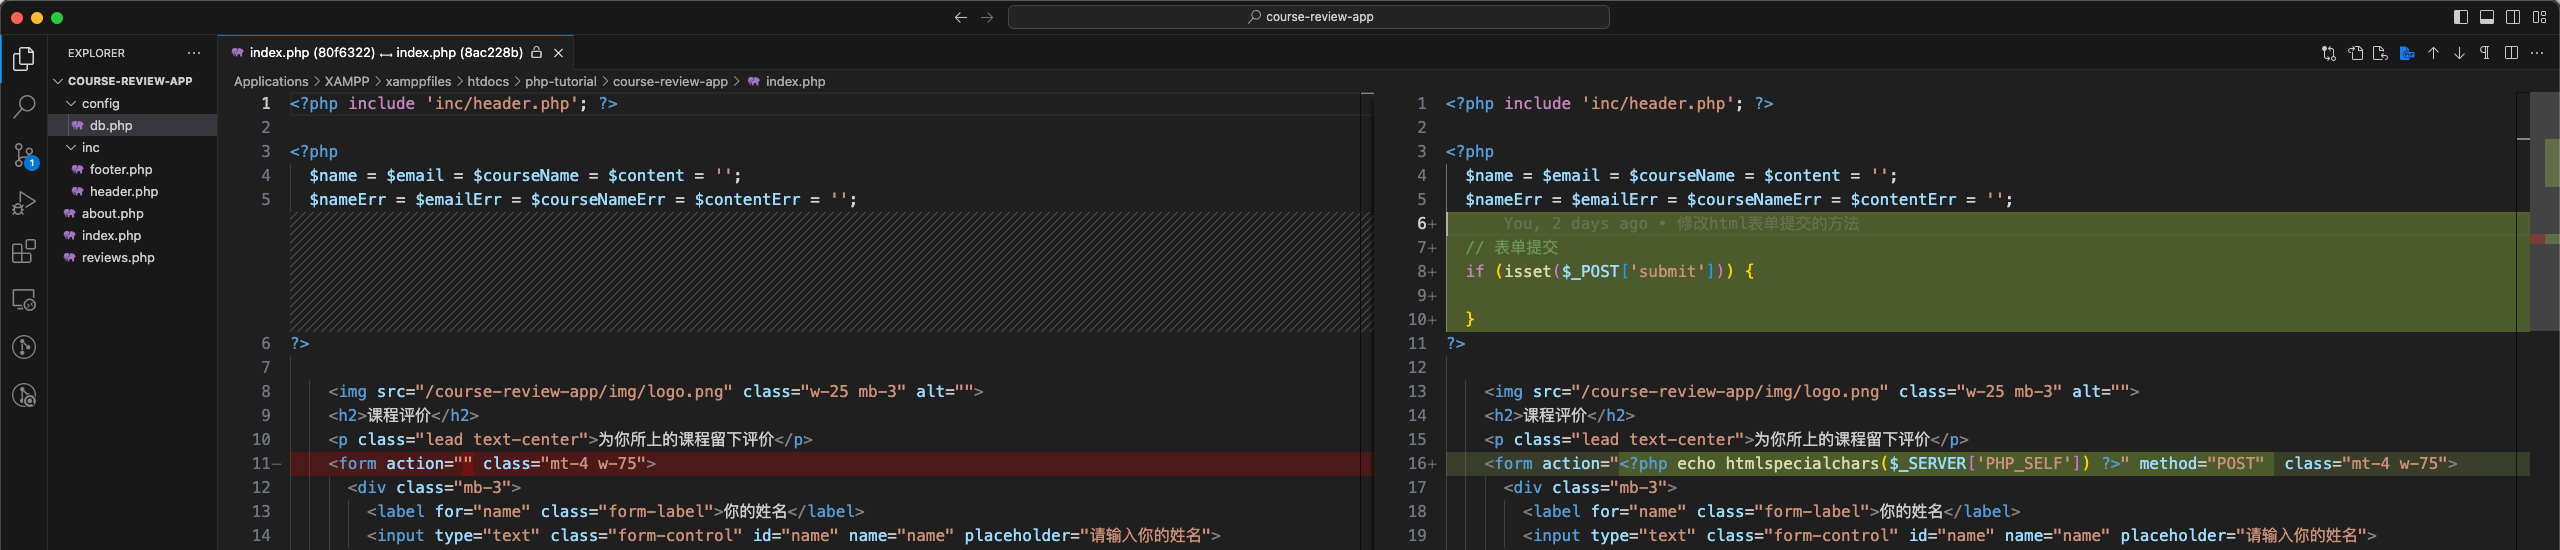 course-review-app
EXPLORER
COURSE-REVIEW-APP
config
db.php
inc
footer.php
header.php
about.php
index.php
reviews.php
1
index.php (80f6322) ↔ index.php (8ac228b)
Applications > XAMPP > xamppfiles > htdocs > php-tutorial > course-review-app > index.php
1 <?php include 'inc/header.php'; ?>
2
3 <?php
4 $name = $email = $courseName = $content = '';
5 $nameErr = $emailErr = $courseNameErr = $contentErr = '';
6 ?>
7
8 <img src="/course-review-app/img/logo.png" class="w-25 mb-3" alt="">
9 <h2>课程评价</h2>
10 <p class="lead text-center">为你所上的课程留下评价</p>
11− <form action="" class="mt-4 w-75">
12 <div class="mb-3">
13 <label for="name" class="form-label">你的姓名</label>
14 <input type="text" class="form-control" id="name" name="name" placeholder="请输入你的姓名">
1 <?php include 'inc/header.php'; ?>
2
3 <?php
4 $name = $email = $courseName = $content = '';
5 $nameErr = $emailErr = $courseNameErr = $contentErr = '';
6+ You, 2 days ago • 修改html表单提交的方法
7+ // 表单提交
8+ if (isset($_POST['submit'])) {
9+
10+ }
11 ?>
12
13 <img src="/course-review-app/img/logo.png" class="w-25 mb-3" alt="">
14 <h2>课程评价</h2>
15 <p class="lead text-center">为你所上的课程留下评价</p>
16+ <form action="<?php echo htmlspecialchars($_SERVER['PHP_SELF']) ?>" method="POST"  class="mt-4 w-75">
17 <div class="mb-3">
18 <label for="name" class="form-label">你的姓名</label>
19 <input type="text" class="form-control" id="name" name="name" placeholder="请输入你的姓名">